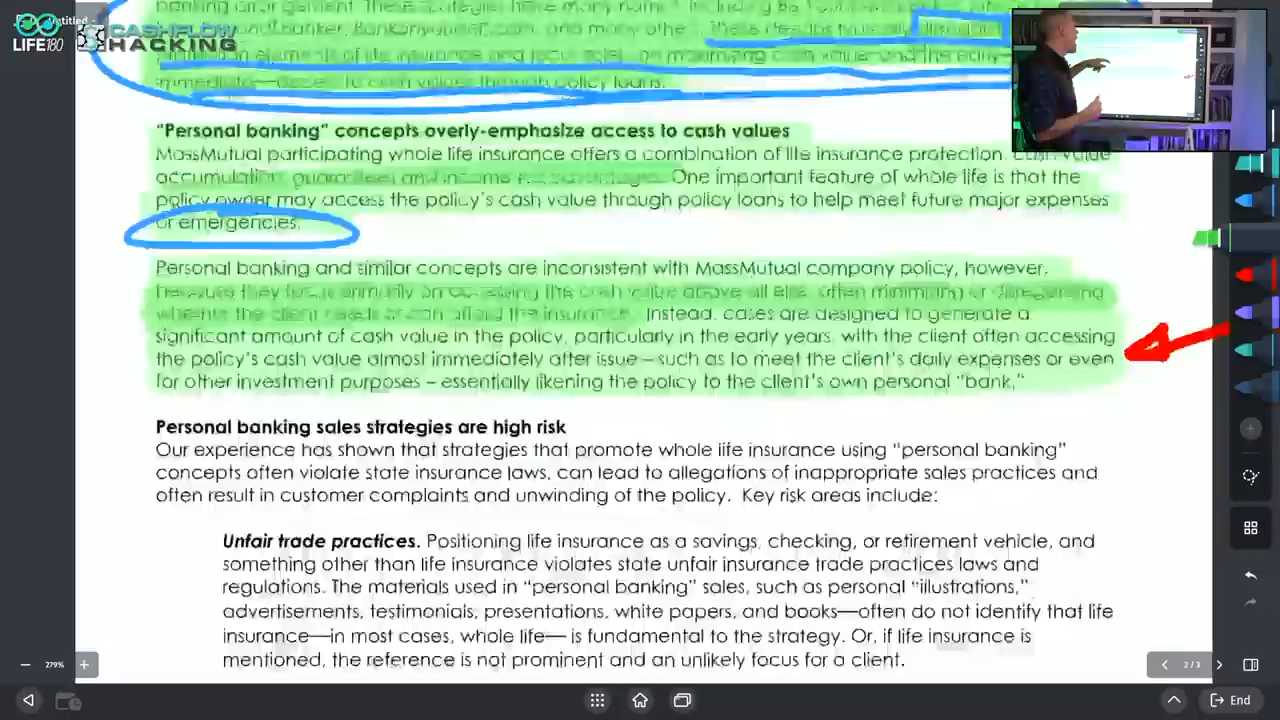 Untitled
LIFE180
CASHFLOW HACKING
banking arrangement. These strategies have many
and many
immediate—access to cash values through policy loans.
"Personal banking" concepts overly-emphasize access to cash values
MassMutual participating whole life insurance offers a combination of life insurance protection, cash value
accumulation, guarantees and income tax advantages. One important feature of whole life is that the
policy owner may access the policy's cash value through policy loans to help meet future major expenses
or emergencies.
Personal banking and similar concepts are inconsistent with MassMutual company policy, however,
because they focus primarily on accessing the cash value above all else, often minimizing or disregarding
whether the client needs or can afford the insurance. Instead, cases are designed to generate a
significant amount of cash value in the policy, particularly in the early years, with the client often accessing
the policy's cash value almost immediately after issue – such as to meet the client's daily expenses or even
for other investment purposes – essentially likening the policy to the client's own personal "bank."
Personal banking sales strategies are high risk
Our experience has shown that strategies that promote whole life insurance using "personal banking"
concepts often violate state insurance laws, can lead to allegations of inappropriate sales practices and
often result in customer complaints and unwinding of the policy. Key risk areas include:
Unfair trade practices. Positioning life insurance as a savings, checking, or retirement vehicle, and
something other than life insurance violates state unfair insurance trade practices laws and
regulations. The materials used in "personal banking" sales, such as personal "illustrations,"
advertisements, testimonials, presentations, white papers, and books—often do not identify that life
insurance—in most cases, whole life— is fundamental to the strategy. Or, if life insurance is
mentioned, the reference is not prominent and an unlikely focus for a client.
279%
2/3
End